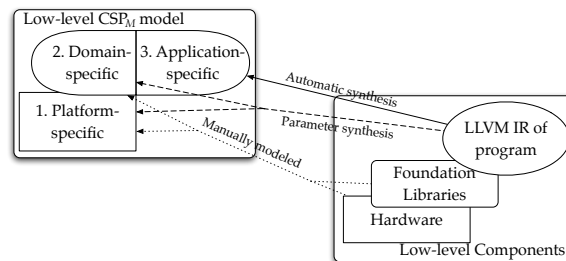 Low-level CSP_M model
2. Domain-
specific
3. Application-
specific
1. Platform-
specific
Automatic synthesis
Parameter synthesis
Manually modeled
LLVM IR of
program
Foundation
Libraries
Hardware
Low-level Components